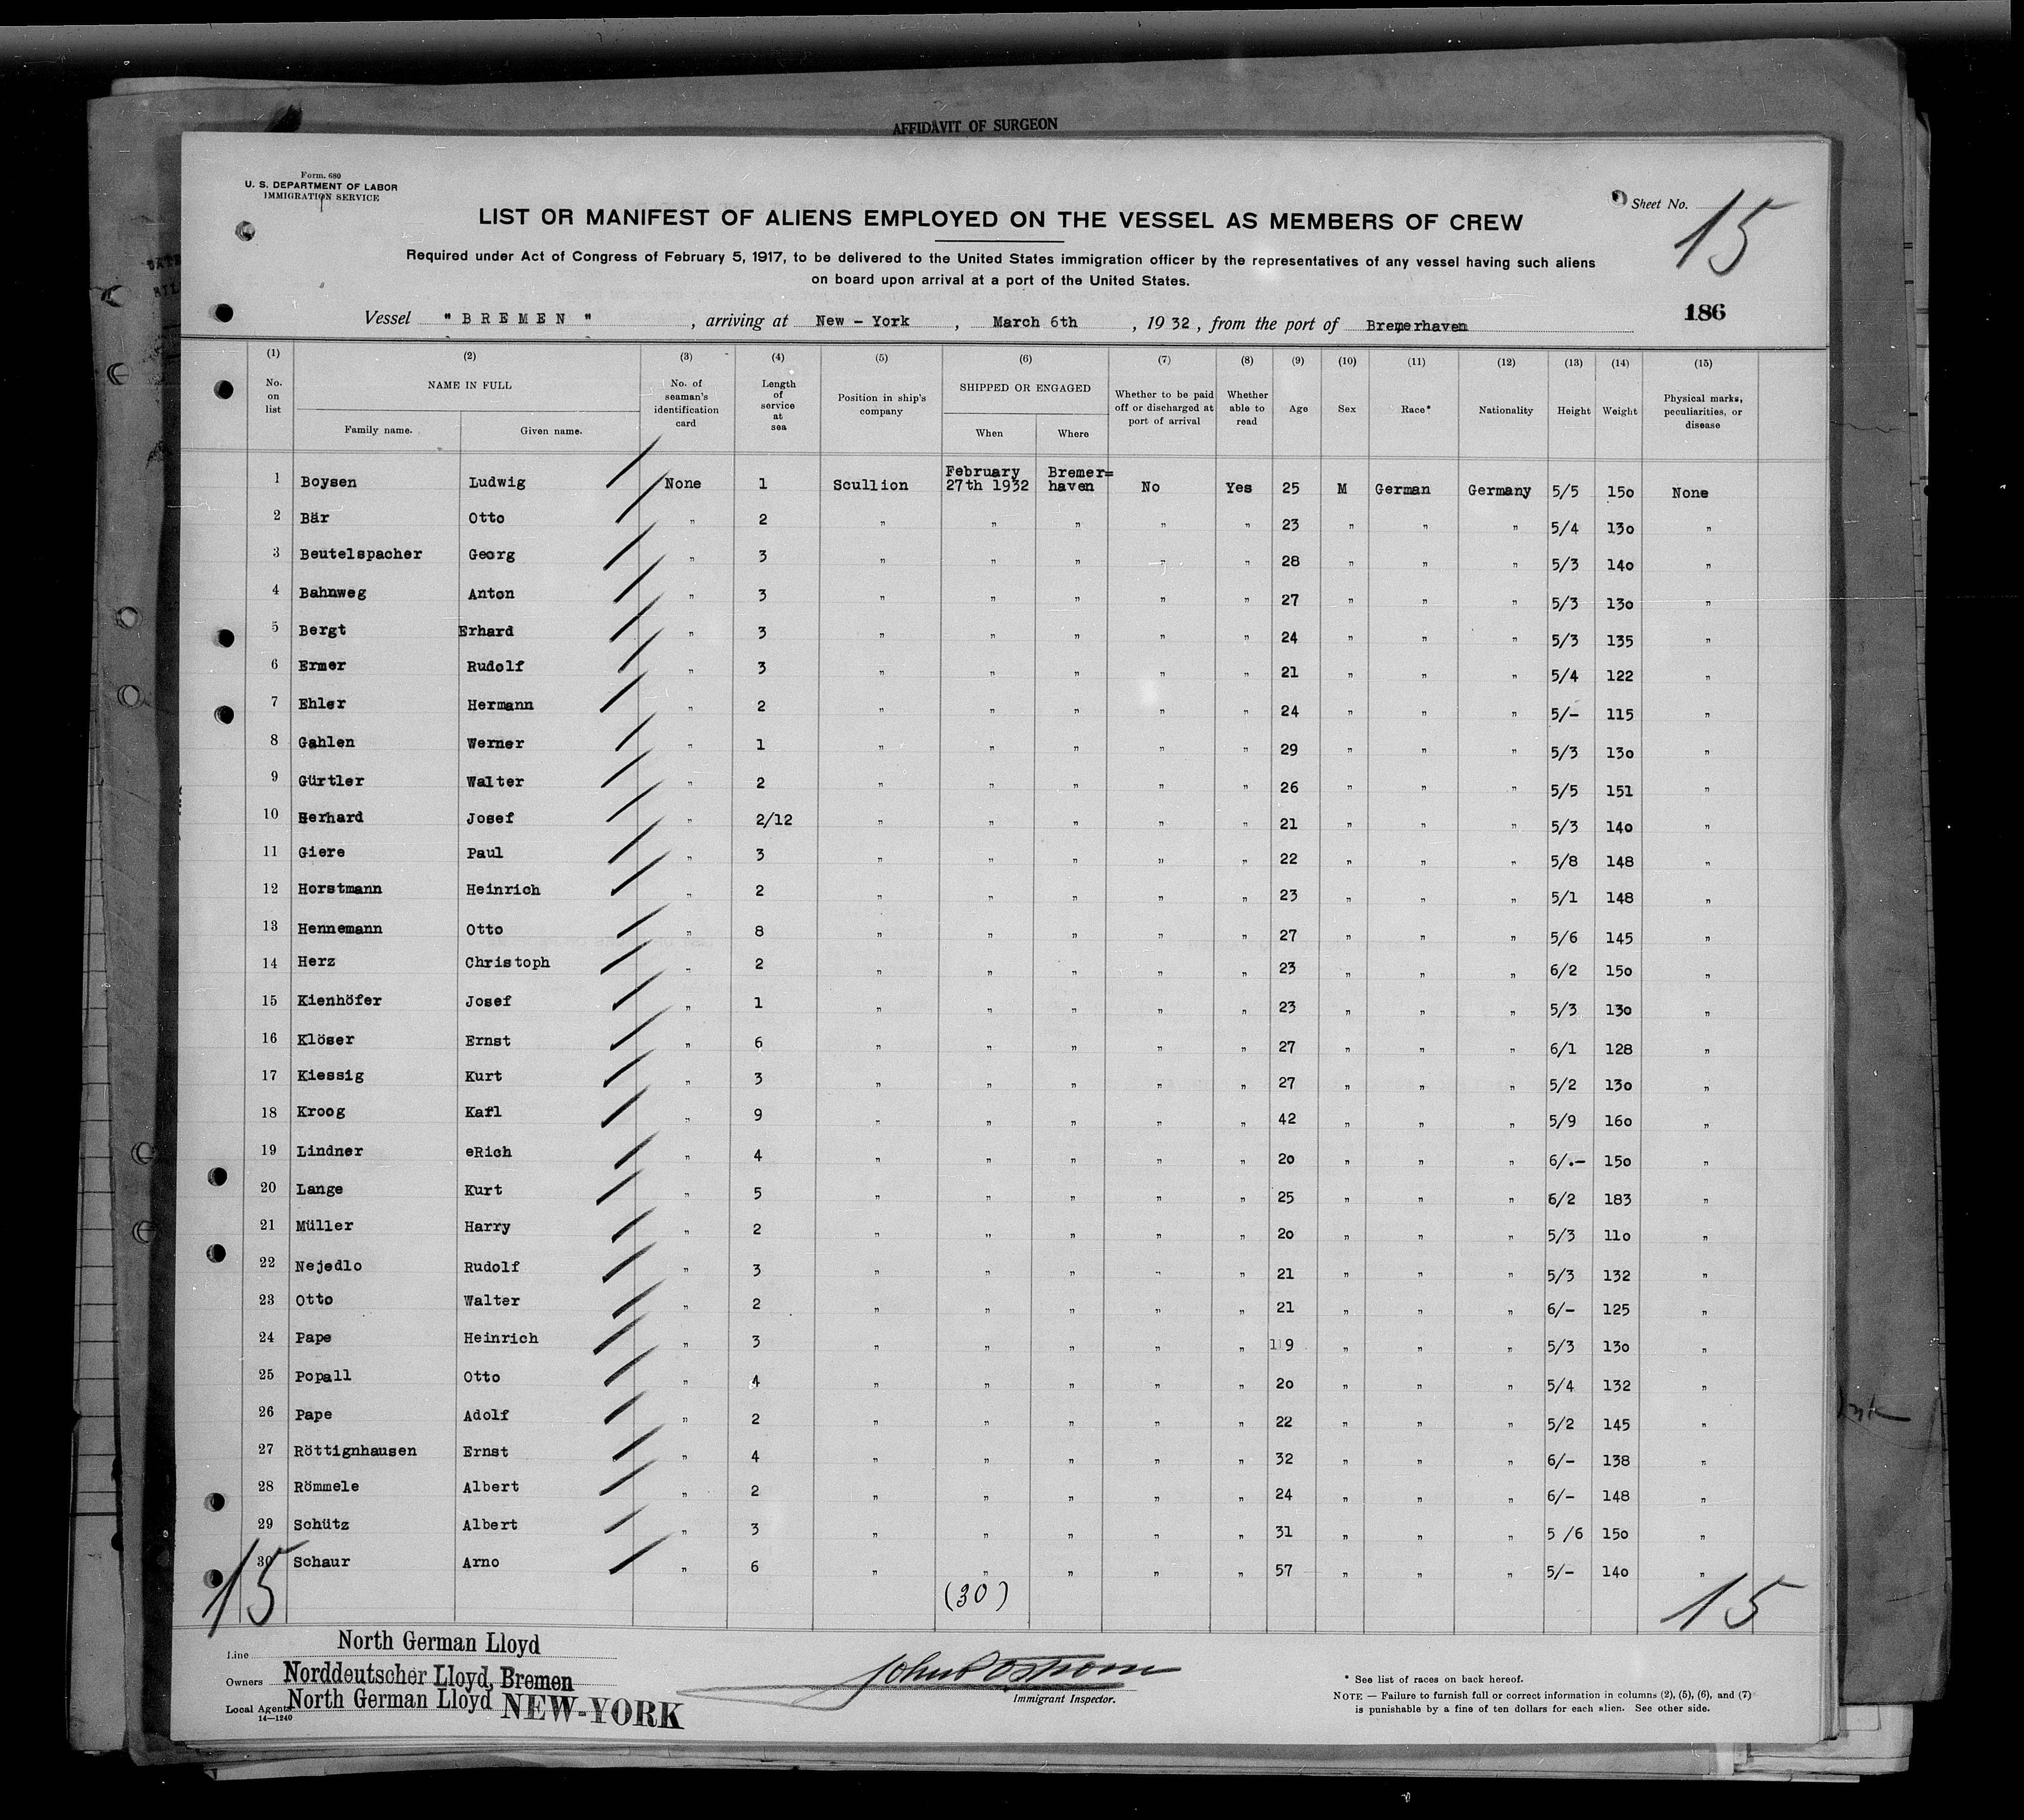 AFFIDAVIT OF SURGEON
Form. 680
U. S. DEPARTMENT OF LABOR
IMMIGRATION SERVICE
Sheet No. 15
LIST OR MANIFEST OF ALIENS EMPLOYED ON THE VESSEL AS MEMBERS OF CREW
Required under Act of Congress of February 5, 1917, to be delivered to the United States immigration officer by the representatives of any vessel having such aliens
on board upon arrival at a port of the United States.
186
Vessel "BREMEN", arriving at New-York, March 6th, 1932, from the port of Bremerhaven
(1) (2) (3) (4) (5) (6) (7) (8) (9) (10) (11) (12) (13) (14) (15)
No. on list NAME IN FULL Family name. Given name. No. of seaman's identification card Length of service at sea Position in ship's company SHIPPED OR ENGAGED When Where Whether to be paid off or discharged at port of arrival Whether able to read Age Sex Race* Nationality Height Weight Physical marks, peculiarities, or disease
1 Boysen Ludwig None 1 Scullion February 27th 1932 Bremer=haven No Yes 25 M German Germany 5/5 150 None
2 Bär Otto " 2 " " " " " 23 " " " 5/4 130 "
3 Beutelspacher Georg " 3 " " " " " 28 " " " 5/3 140 "
4 Bahnweg Anton " 3 " " " " " 27 " " " 5/3 130 "
5 Bergt Erhard " 3 " " " " " 24 " " " 5/3 135 "
6 Ermer Rudolf " 3 " " " " " 21 " " " 5/4 122 "
7 Ehler Hermann " 2 " " " " " 24 " " " 5/- 115 "
8 Gahlen Werner " 1 " " " " " 29 " " " 5/3 130 "
9 Gürtler Walter " 2 " " " " " 26 " " " 5/5 151 "
10 Gerhard Josef " 2/12 " " " " " 21 " " " 5/3 140 "
11 Giere Paul " 3 " " " " " 22 " " " 5/8 148 "
12 Horstmann Heinrich " 2 " " " " " 23 " " " 5/1 148 "
13 Hennemann Otto " 8 " " " " " 27 " " " 5/6 145 "
14 Herz Christoph " 2 " " " " " 23 " " " 6/2 150 "
15 Kienhöfer Josef " 1 " " " " " 23 " " " 5/3 130 "
16 Klöser Ernst " 6 " " " " " 27 " " " 6/1 128 "
17 Kiessig Kurt " 3 " " " " " 27 " " " 5/2 130 "
18 Kroog Kafl " 9 " " " " " 42 " " " 5/9 160 "
19 Lindner eRich " 4 " " " " " 20 " " " 6/.- 150 "
20 Lange Kurt " 5 " " " " " 25 " " " 6/2 183 "
21 Müller Harry " 2 " " " " " 20 " " " 5/3 110 "
22 Nejedlo Rudolf " 3 " " " " " 21 " " " 5/3 132 "
23 Otto Walter " 2 " " " " " 21 " " " 6/- 125 "
24 Pape Heinrich " 3 " " " " " 19 " " " 5/3 130 "
25 Popall Otto " 4 " " " " " 20 " " " 5/4 132 "
26 Pape Adolf " 2 " " " " " 22 " " " 5/2 145 "
27 Röttignhausen Ernst " 4 " " " " " 32 " " " 6/- 138 "
28 Römmele Albert " 2 " " " " " 24 " " " 6/- 148 "
29 Schütz Albert " 3 " " " " " 31 " " " 5 /6 150 "
30 Schaur Arno " 6 " " " " " 57 " " " 5/- 140 "
15 (30) 15
Line North German Lloyd
Owners Norddeutscher Lloyd, Bremen
Local Agents North German Lloyd NEW-YORK
14—1240
Immigrant Inspector.
* See list of races on back hereof.
NOTE — Failure to furnish full or correct information in columns (2), (5), (6), and (7)
is punishable by a fine of ten dollars for each alien. See other side.